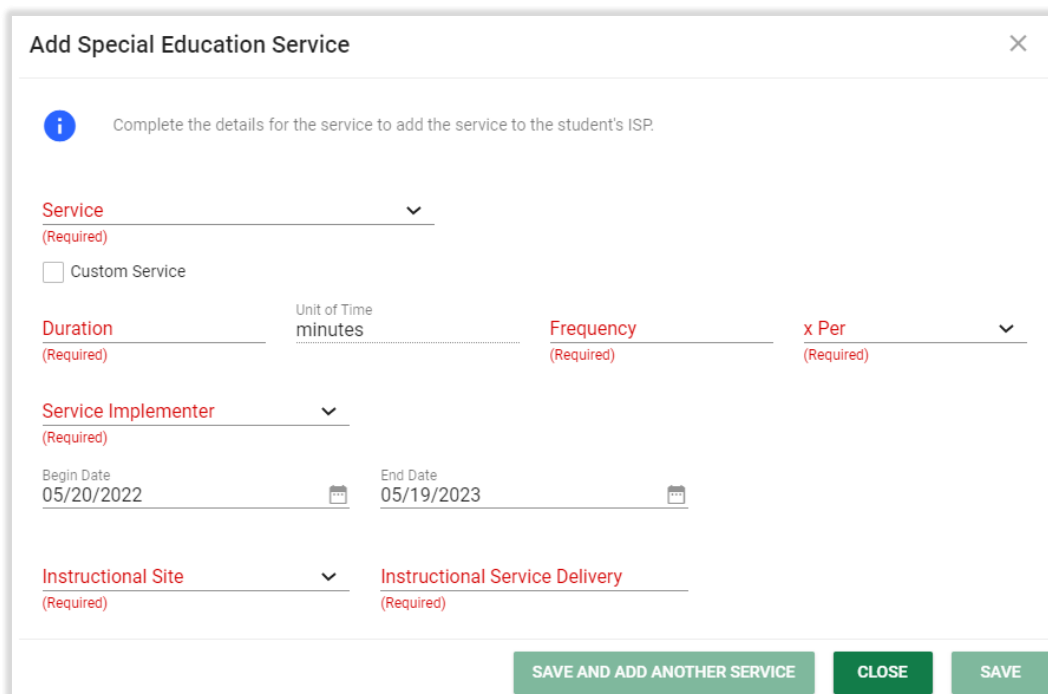 Add Special Education Service
Complete the details for the service to add the service to the student's ISP.
Service
(Required)
Custom Service
Duration
(Required)
Unit of Time
minutes
Frequency
(Required)
x Per
(Required)
Service Implementer
(Required)
Begin Date
05/20/2022
End Date
05/19/2023
Instructional Site
(Required)
Instructional Service Delivery
(Required)
SAVE AND ADD ANOTHER SERVICE
CLOSE
SAVE